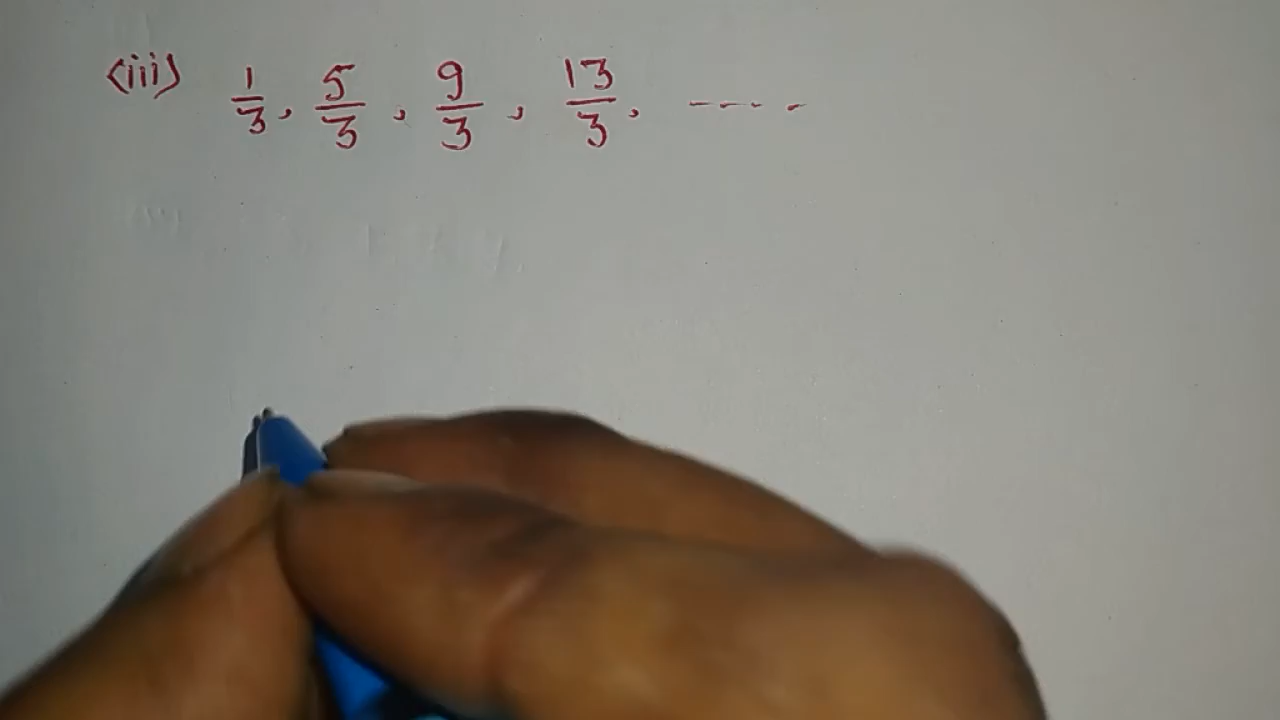 (iii) 1/3, 5/3, 9/3, 13/3, -----